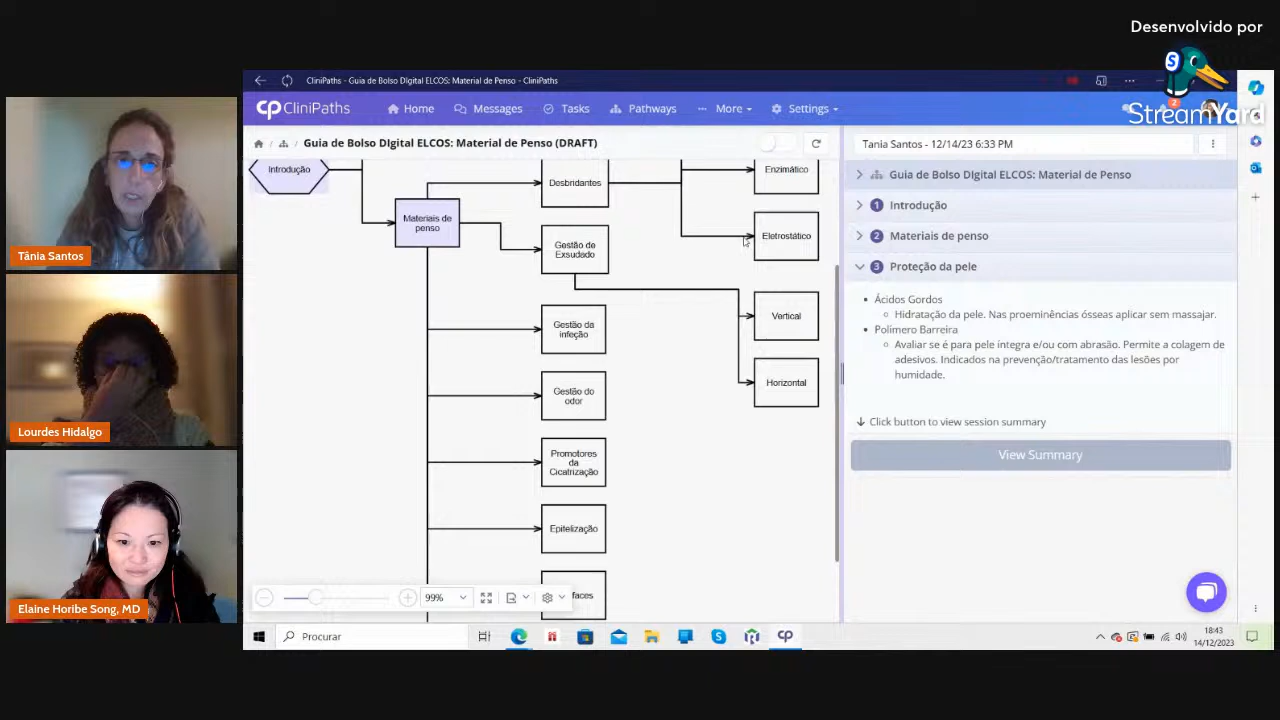 Desenvolvido por
StreamYard
CliniPaths - Guia de Bolso DIgital ELCOS: Material de Penso - CliniPaths
CP CliniPaths
Home
Messages
Tasks
Pathways
More
Settings
2
Guia de Bolso DIgital ELCOS: Material de Penso (DRAFT)
Introdução
Materiais de
penso
Desbridantes
Gestão de
Exsudado
Gestão da
infeção
Gestão do
odor
Promotores
da
Cicatrização
Epitelização
faces
Enzimático
Eletrostático
Vertical
Horizontal
99%
Tania Santos - 12/14/23 6:33 PM
Guia de Bolso DIgital ELCOS: Material de Penso
1 Introdução
2 Materiais de penso
3 Proteção da pele
Ácidos Gordos
Hidratação da pele. Nas proeminências ósseas aplicar sem massajar.
Polimero Barreira
Avaliar se é para pele íntegra e/ou com abrasão. Permite a colagem de
adesivos. Indicados na prevenção/tratamento das lesões por
humidade.
Click button to view session summary
View Summary
Tânia Santos
Lourdes Hidalgo
Elaine Horibe Song, MD
Procurar
18:43
14/12/2023